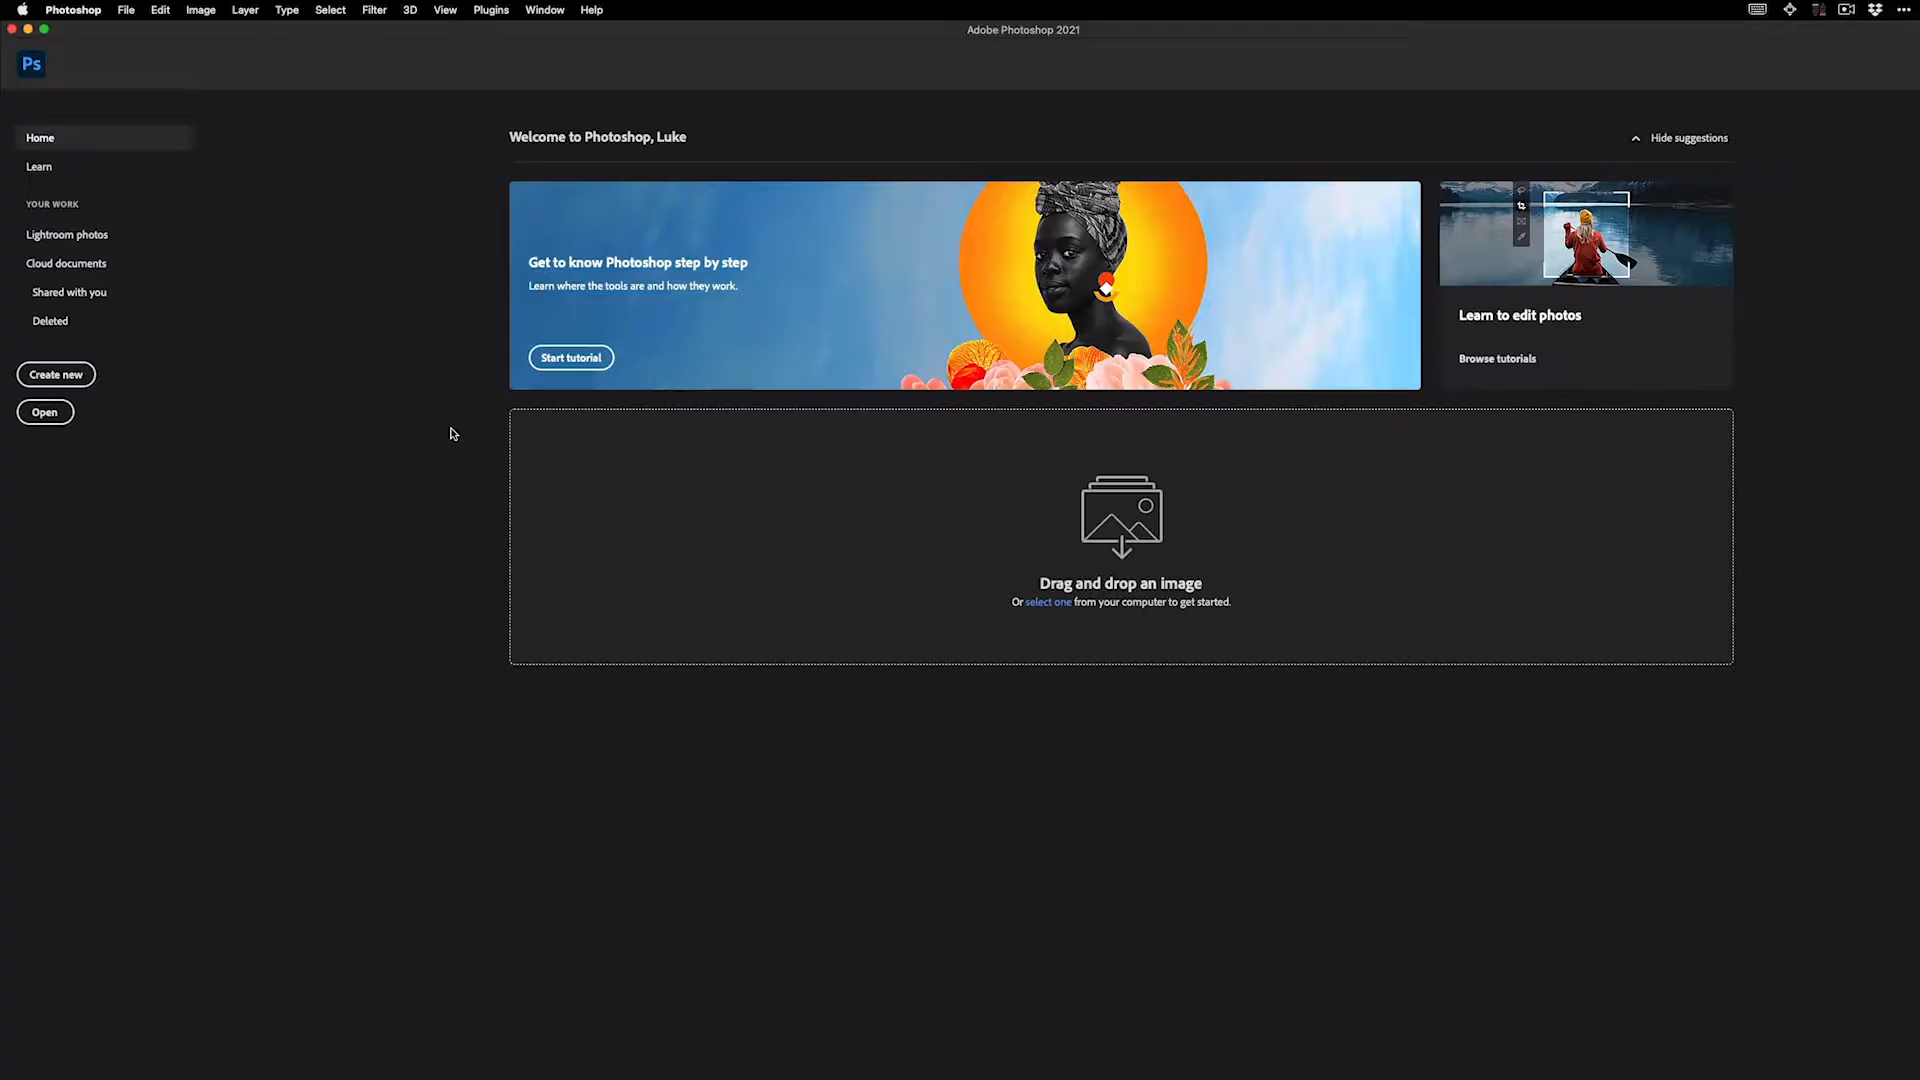 Photoshop File Edit Image Layer Type Select Filter 3D View Plugins Window Help
Adobe Photoshop 2021
Ps
Home
Learn
YOUR WORK
Lightroom photos
Cloud documents
Shared with you
Deleted
Create new
Open
Welcome to Photoshop, Luke
Hide suggestions
Get to know Photoshop step by step
Learn where the tools are and how they work.
Start tutorial
Learn to edit photos
Browse tutorials
Drag and drop an image
Or select one from your computer to get started.